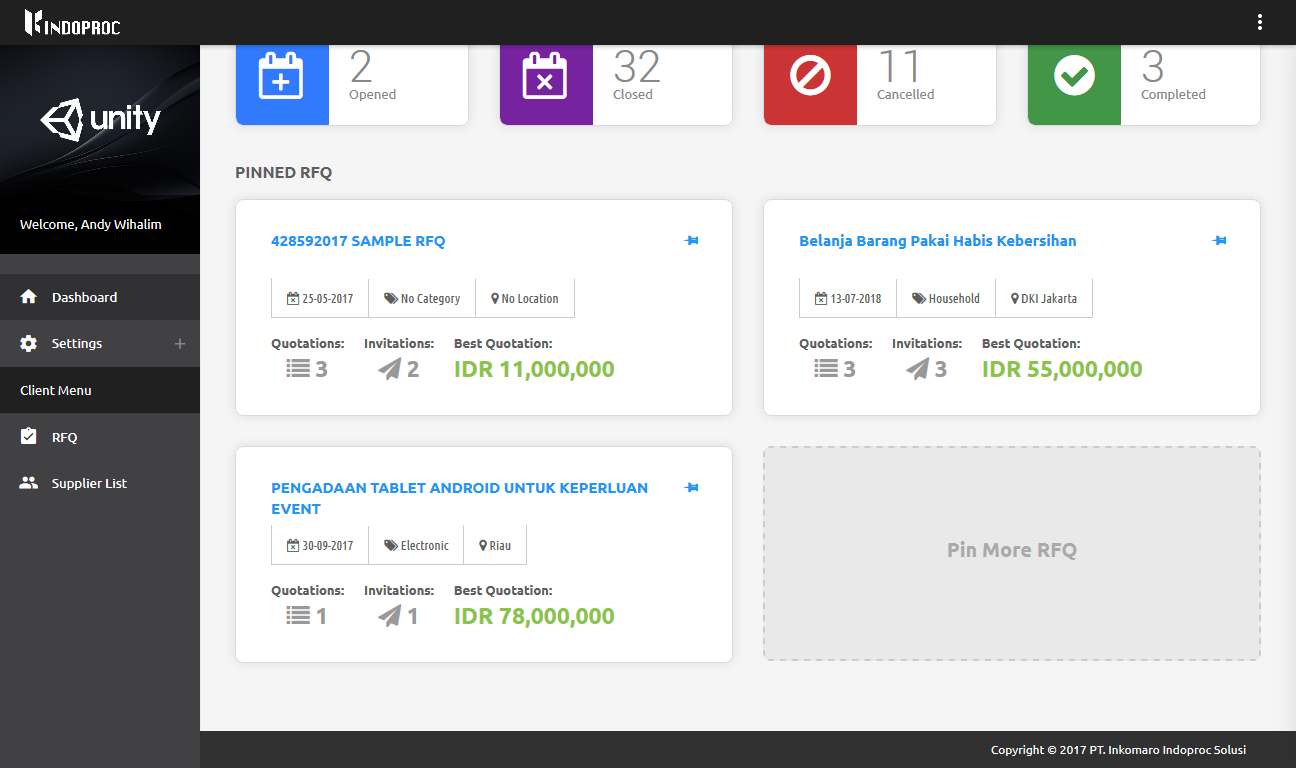 INDOPROC
unity
Welcome, Andy Wihalim
Dashboard
Settings +
Client Menu
RFQ
Supplier List
2
Opened
32
Closed
11
Cancelled
3
Completed
PINNED RFQ
428592017 SAMPLE RFQ
25-05-2017 No Category No Location
Quotations: Invitations: Best Quotation:
3 2 IDR 11,000,000
Belanja Barang Pakai Habis Kebersihan
13-07-2018 Household DKI Jakarta
Quotations: Invitations: Best Quotation:
3 3 IDR 55,000,000
PENGADAAN TABLET ANDROID UNTUK KEPERLUAN
EVENT
30-09-2017 Electronic Riau
Quotations: Invitations: Best Quotation:
1 1 IDR 78,000,000
Pin More RFQ
Copyright © 2017 PT. Inkomaro Indoproc Solusi